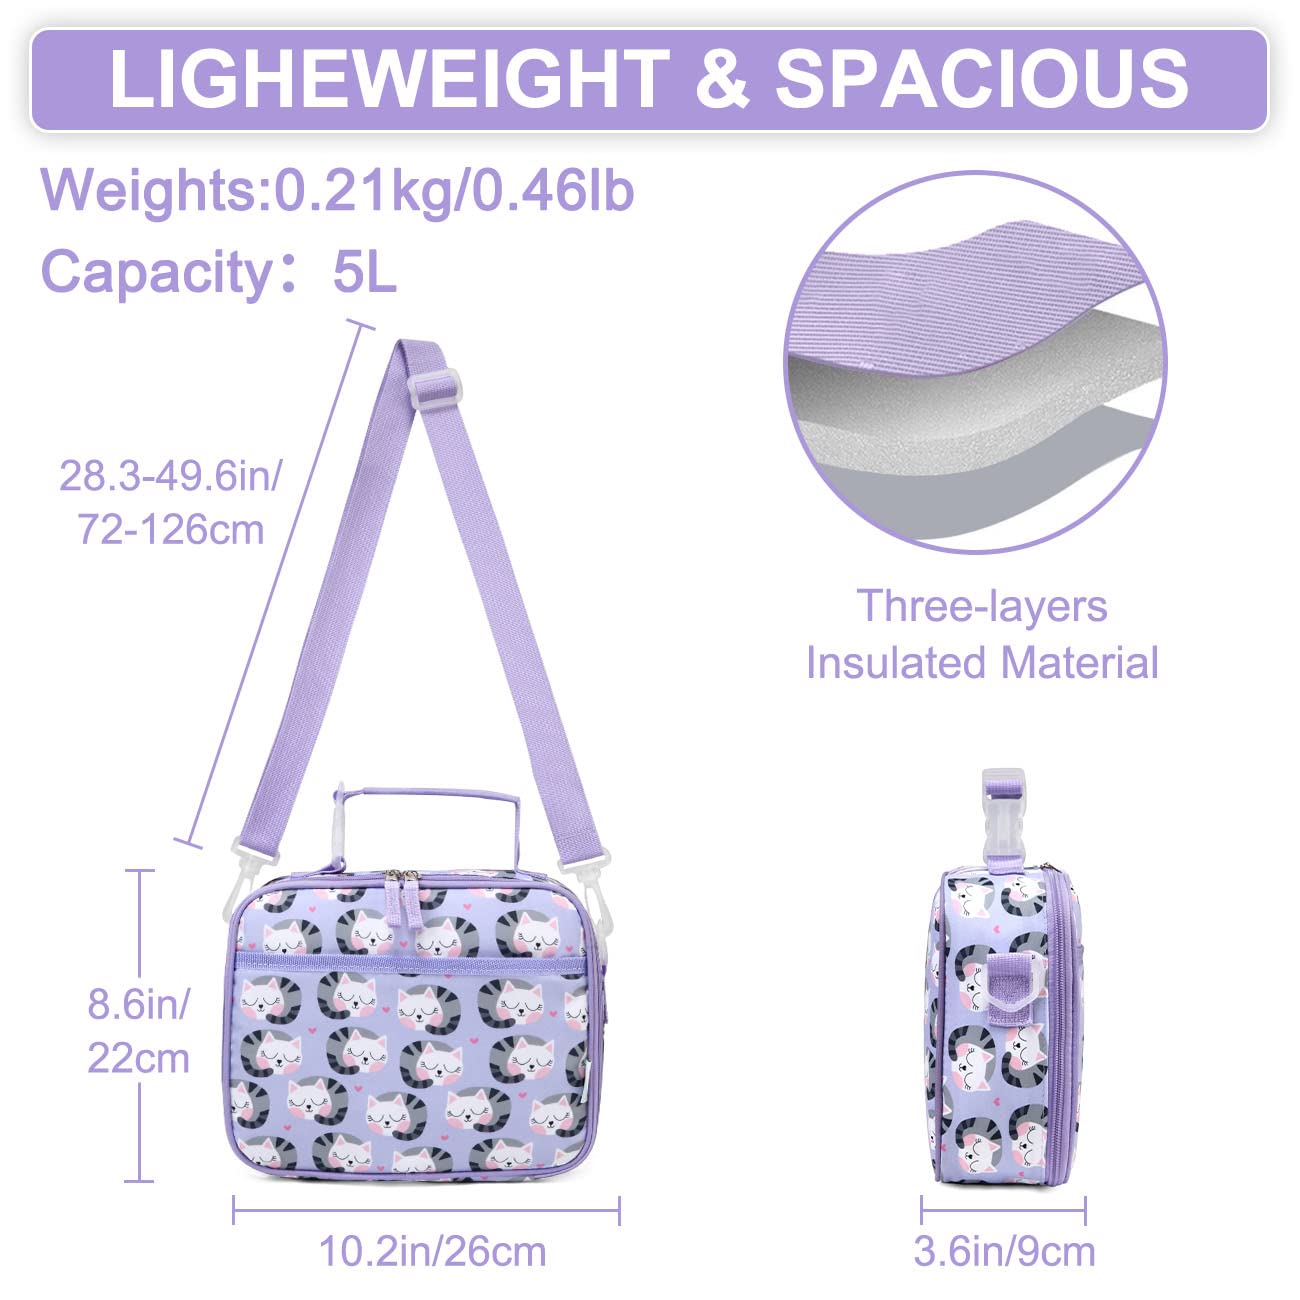 LIGHEWEIGHT & SPACIOUS
Weights:0.21kg/0.46lb
Capacity：5L
28.3-49.6in/
72-126cm
Three-layers
Insulated Material
8.6in/
22cm
10.2in/26cm
3.6in/9cm